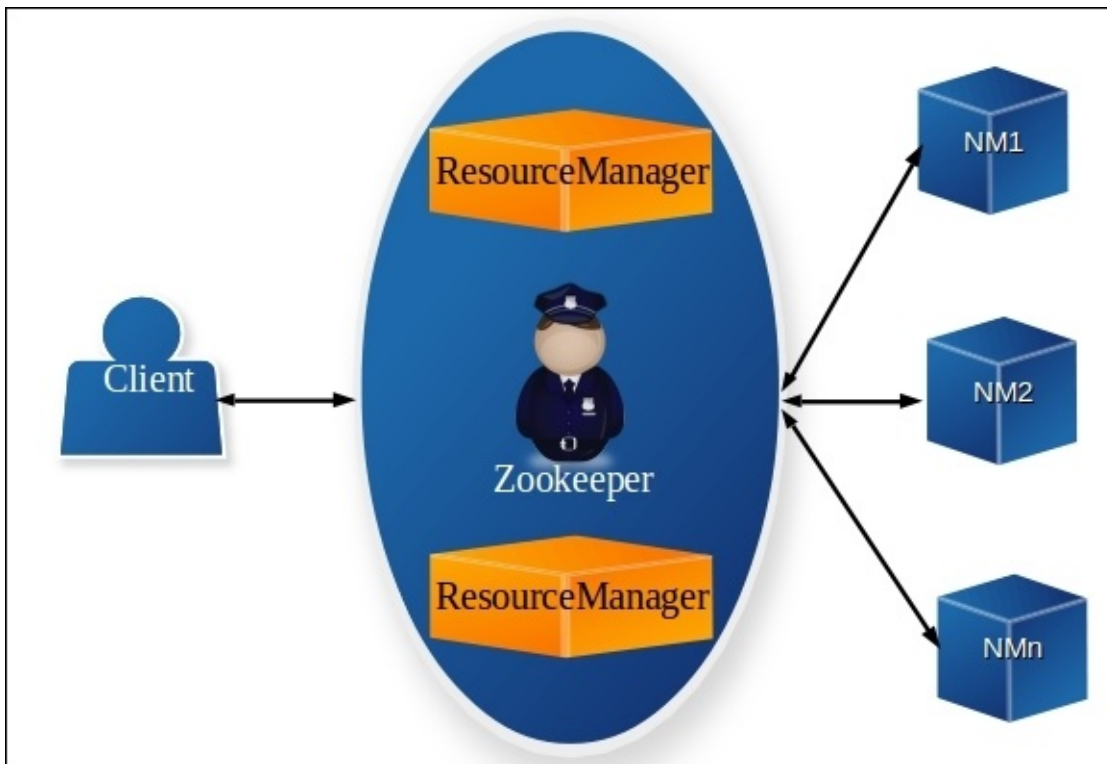 ResourceManager
NM1
Client
Zookeeper
NM2
ResourceManager
NMn